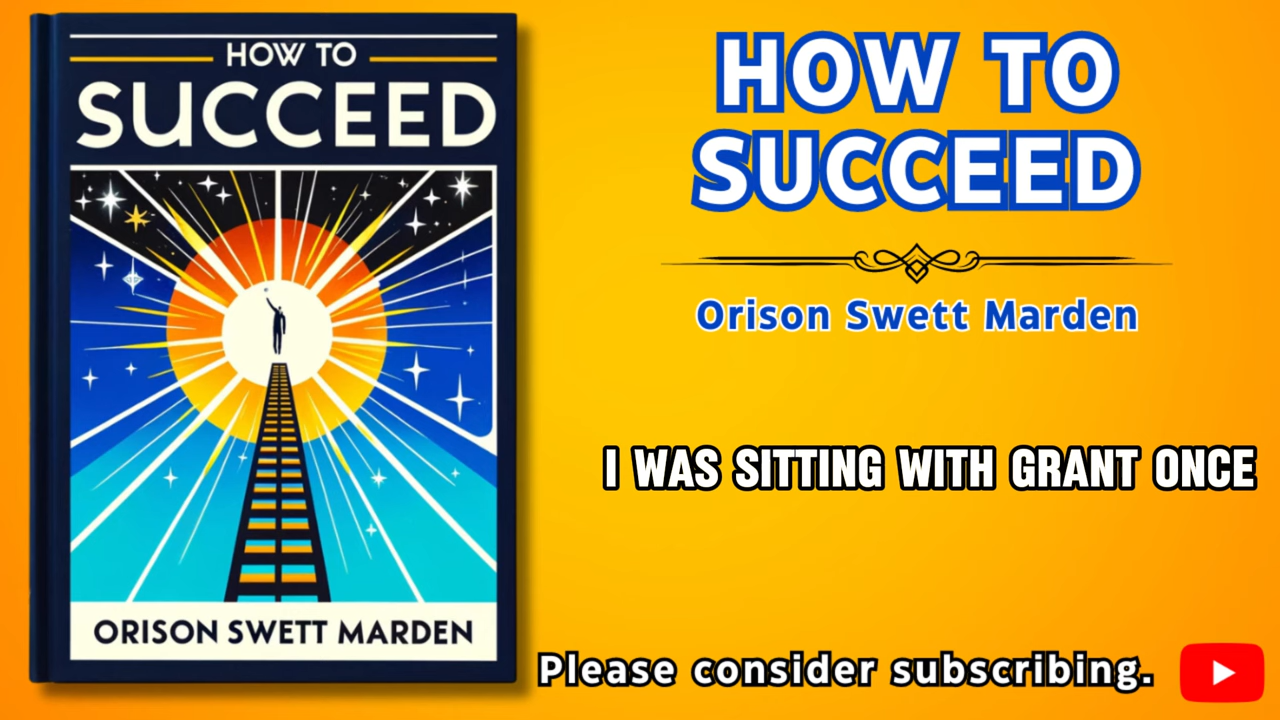 HOW TO
SUCCEED
ORISON SWETT MARDEN
HOW TO
SUCCEED
Orison Swett Marden
I WAS SITTING WITH GRANT ONCE
Please consider subscribing.